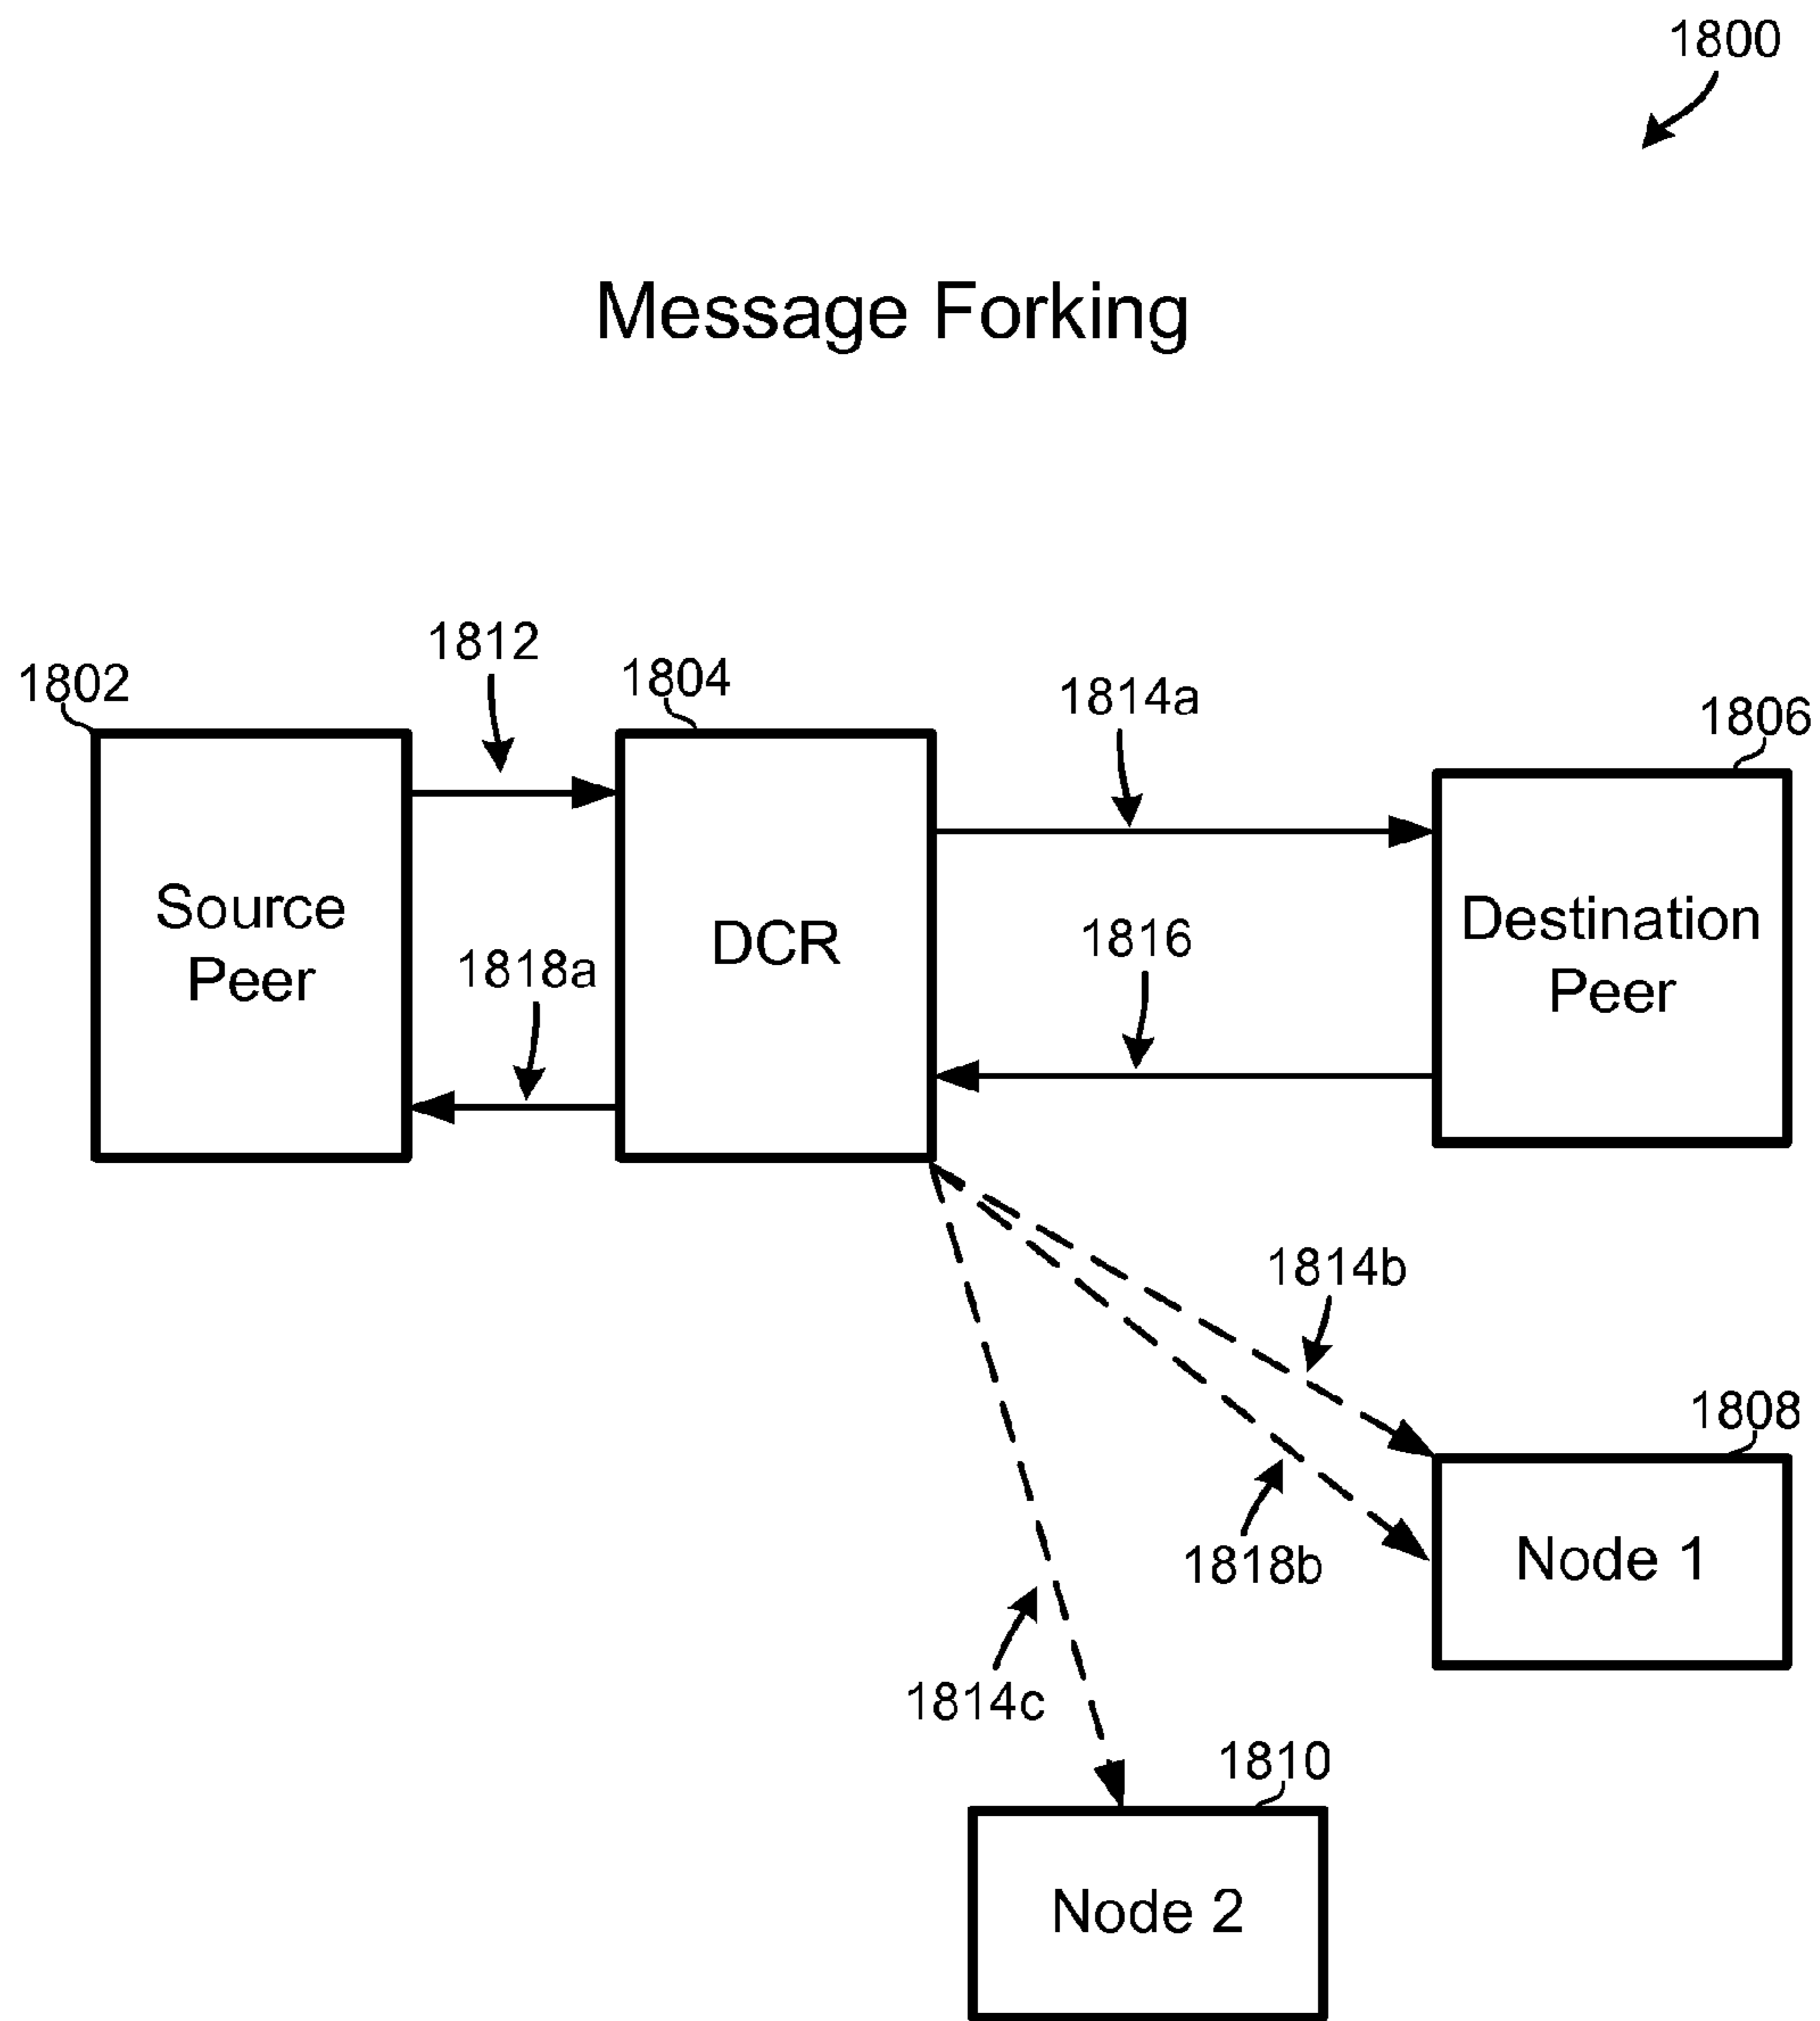 1800
Message Forking
1812
1802
1804
1814a
1806
Source
Peer
DCR
Destination
Peer
1816
1818a
1814b
1808
Node 1
1818b
1814c
1810
Node 2